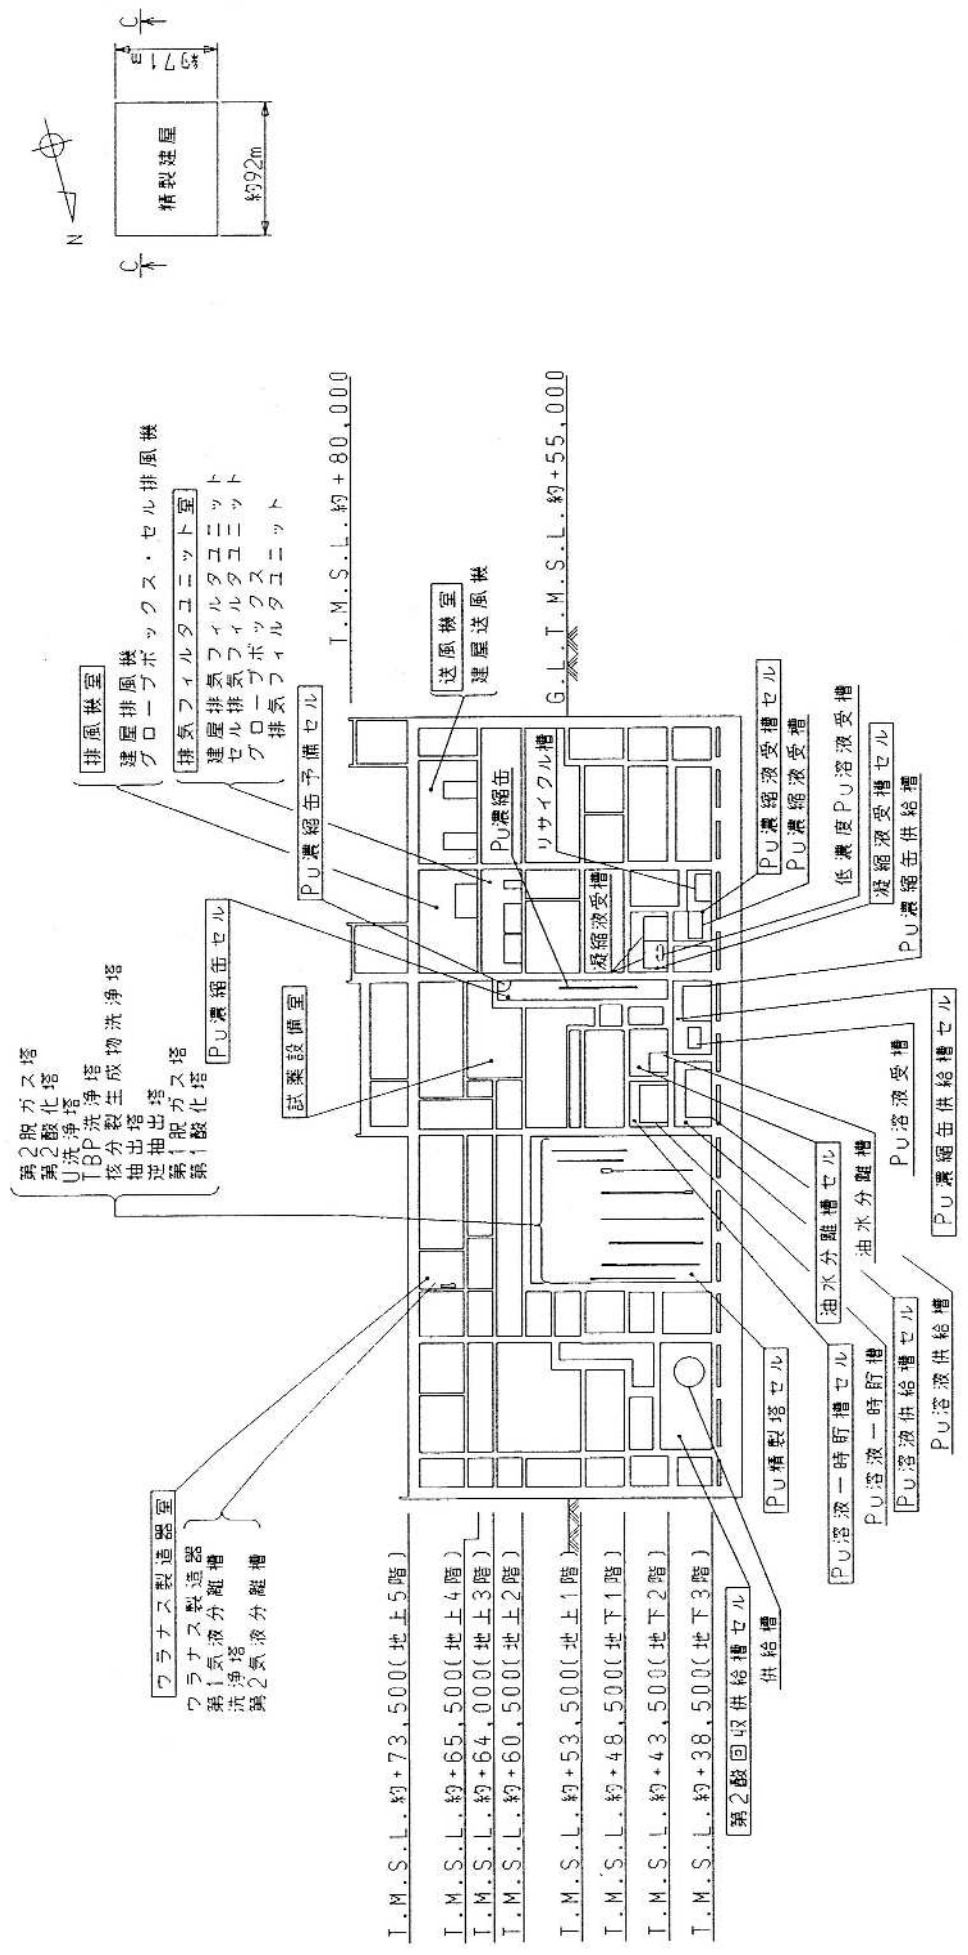 N
C
C
精製建屋
約92m
約71m
ウラナス製造器室
ウラナス製造器
第1気液分離槽
洗浄塔
第2気液分離槽
第2脱ガス塔
第2酸化塔
U洗浄塔
TBP洗浄塔
核分裂生成物洗浄塔
抽出塔
逆抽出塔
第1脱ガス塔
第1酸化塔
Pu濃縮缶セル
試薬設備室
排風機室
建屋排風機
グローブボックス・セル排風機
排気フィルタユニット室
建屋排気フィルタユニット
セル排気フィルタユニット
グローブボックス
排気フィルタユニット
Pu濃縮缶予備セル
T.M.S.L.約+80,000
送風機室
建屋送風機
G.L.T.M.S.L.約+55,000
Pu濃縮缶
リサイクル槽
凝縮液受槽
T.M.S.L.約+73,500(地上5階)
T.M.S.L.約+65,500(地上4階)
T.M.S.L.約+64,000(地上3階)
T.M.S.L.約+60,500(地上2階)
T.M.S.L.約+53,500(地上1階)
T.M.S.L.約+48,500(地下1階)
T.M.S.L.約+43,500(地下2階)
T.M.S.L.約+38,500(地下3階)
第2酸回収供給槽セル
供給槽
Pu精製塔セル
Pu溶液一時貯槽セル
Pu溶液一時貯槽
Pu溶液供給槽セル
Pu溶液供給槽
油水分離槽セル
油水分離槽
Pu溶液受槽
Pu濃縮缶供給槽セル
Pu濃縮液受槽セル
Pu濃縮液受槽
低濃度Pu溶液受槽
凝縮液受槽セル
Pu濃縮缶供給槽